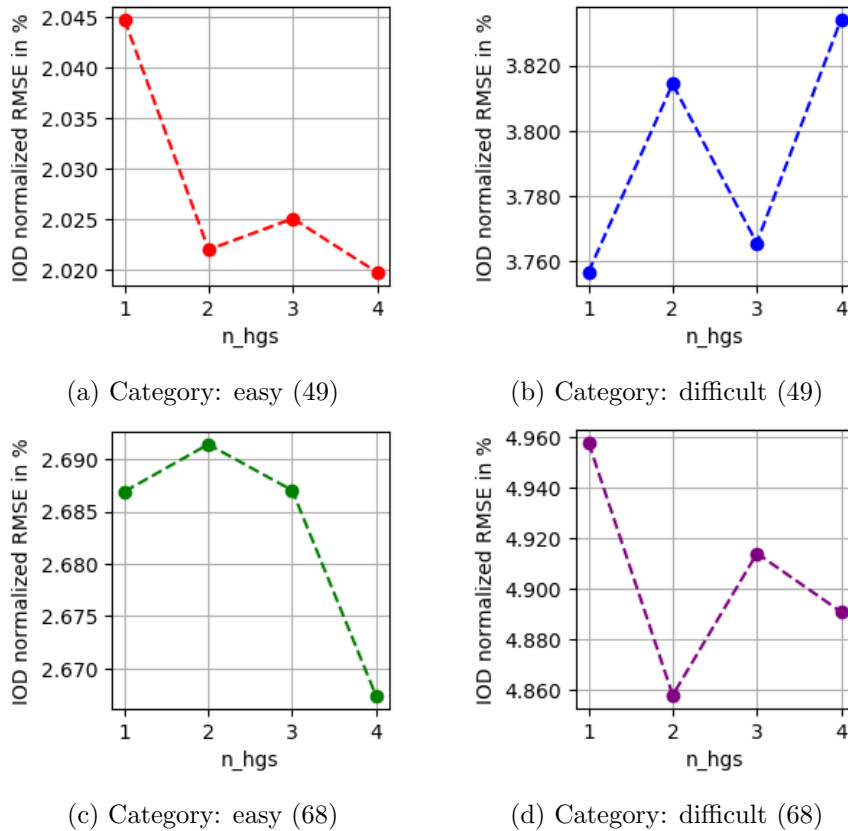 2.045
2.040
2.035
2.030
2.025
2.020
IOD normalized RMSE in %
1 2 3 4
n_hgs
(a) Category: easy (49)
3.820
3.800
3.780
3.760
IOD normalized RMSE in %
1 2 3 4
n_hgs
(b) Category: difficult (49)
2.690
2.685
2.680
2.675
2.670
IOD normalized RMSE in %
1 2 3 4
n_hgs
(c) Category: easy (68)
4.960
4.940
4.920
4.900
4.880
4.860
IOD normalized RMSE in %
1 2 3 4
n_hgs
(d) Category: difficult (68)